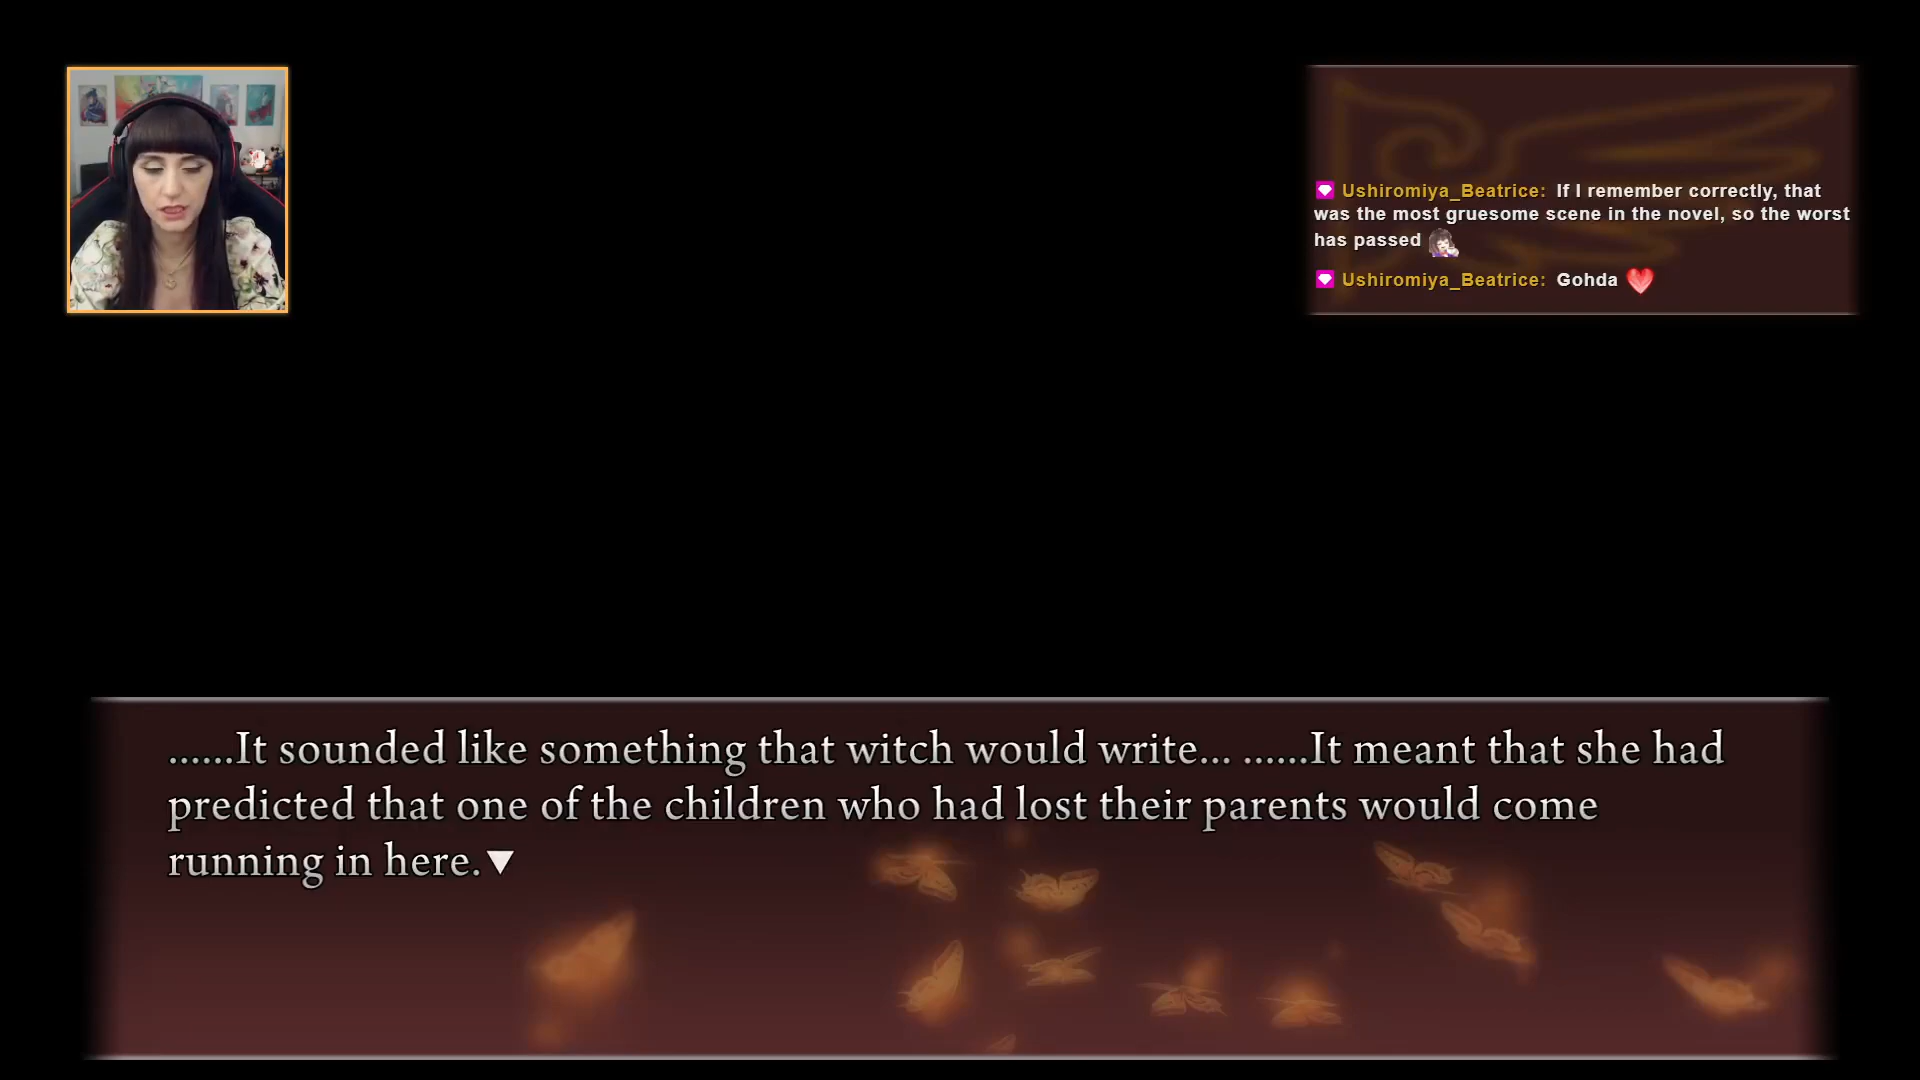 Ushiromiya_Beatrice: If I remember correctly, that
was the most gruesome scene in the novel, so the worst
has passed
Ushiromiya_Beatrice: Gohda
......It sounded like something that witch would write... ......It meant that she had
predicted that one of the children who had lost their parents would come
running in here.